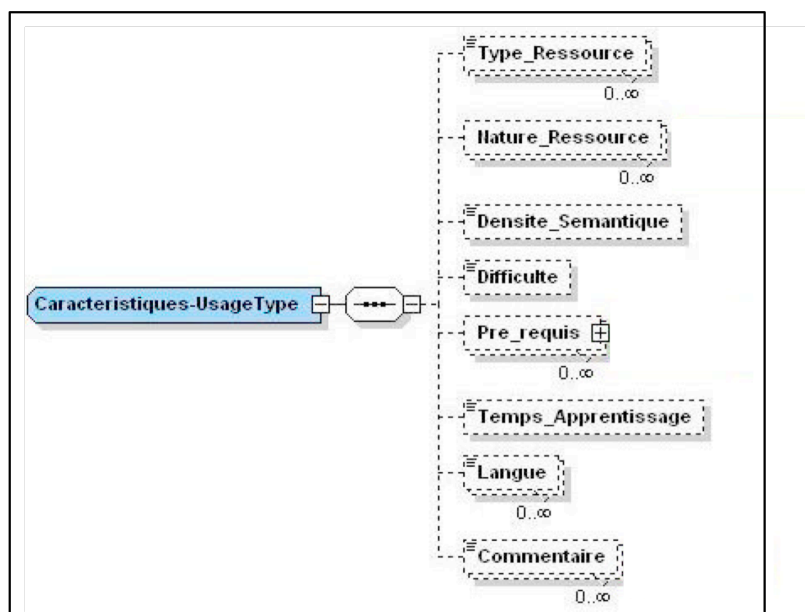 Type_Ressource
0..∞
Nature_Ressource
0..∞
Densite_Semantique
Difficulte
Caracteristiques-UsageType
Pre_requis
0..∞
Temps_Apprentissage
Langue
0..∞
Commentaire
0..∞